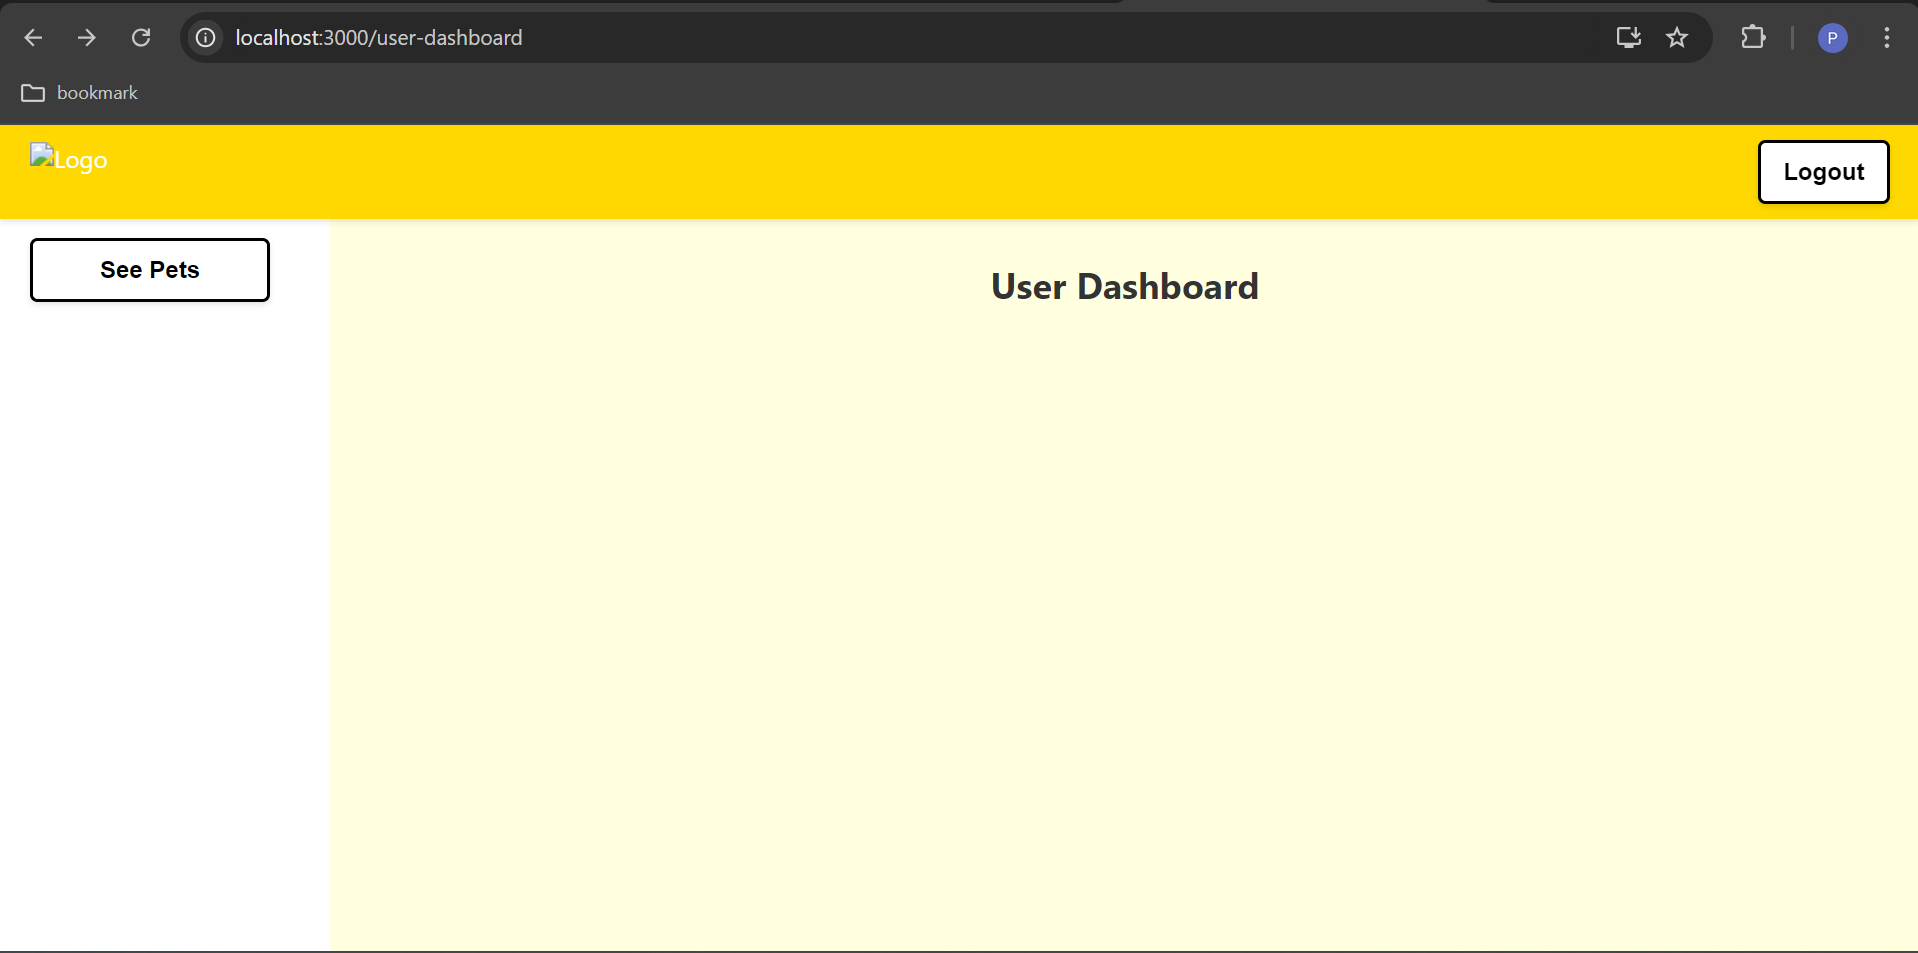 localhost:3000/user-dashboard
P
bookmark
Logo
Logout
See Pets
User Dashboard